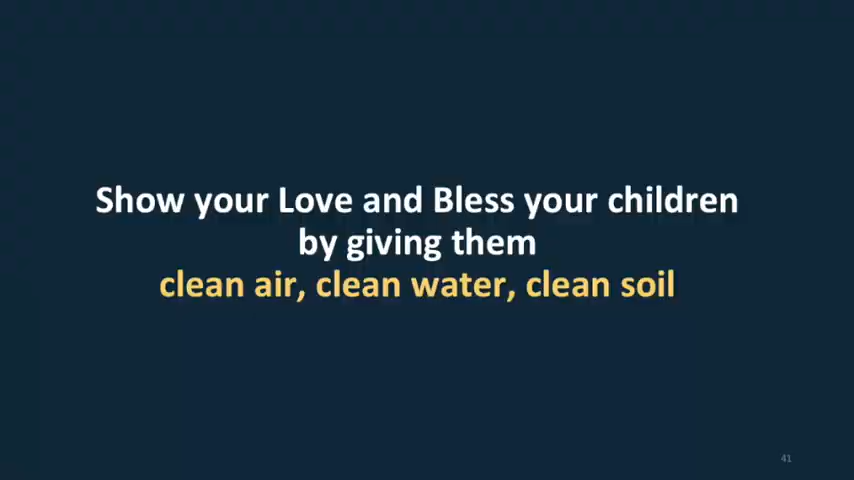 Show your Love and Bless your children
by giving them
clean air, clean water, clean soil
41